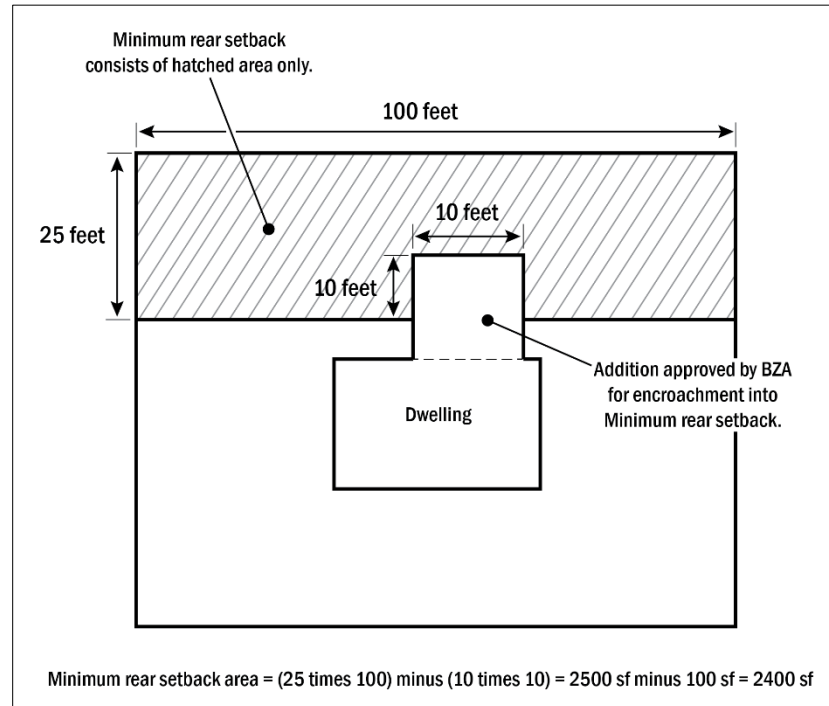 Minimum rear setback
consists of hatched area only.
100 feet
25 feet
10 feet
10 feet
Addition approved by BZA
for encroachment into
Minimum rear setback.
Dwelling
Minimum rear setback area = (25 times 100) minus (10 times 10) = 2500 sf minus 100 sf = 2400 sf